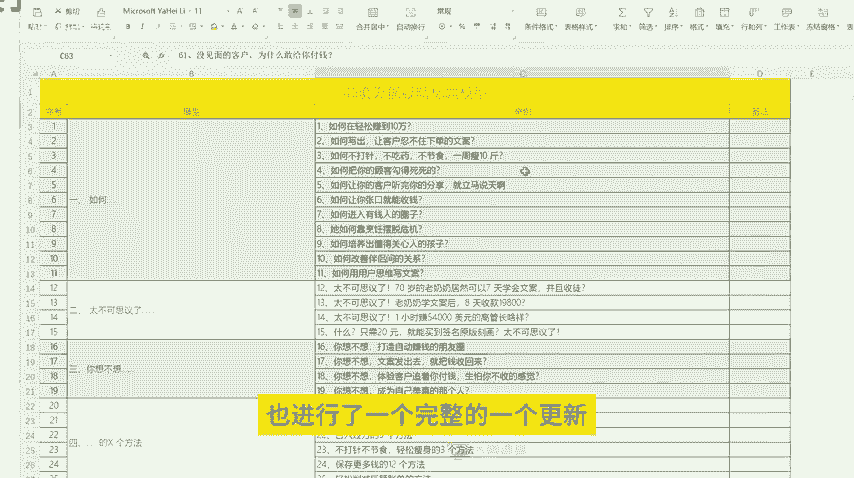 剪切
Microsoft YaHei Li
11
常规
合并居中
自动换行
条件格式
表格样式
求和
筛选
排序
格式
填充
行和列
工作表
冻结窗格
C63
61、没见面的客户，为什么敢给你付钱？
A B C D E
序号
1 1、如何在轻松赚到10万？
2 2、如何写出，让客户忍不住下单的文案？
3 3、如何不打针，不吃药，不节食，一周瘦10 斤？
4 4、如何把你的顾客勾得死死的？
5 5、如何让你的客户听完你的分享，就立马说天啊
一、 如何....
6 6、如何让你张口就能收钱？
7 7、如何进入有钱人的圈子？
8 8、她如何靠烹饪摆脱危机？
9 9、如何培养出懂得关心人的孩子？
10 10、如何改善伴侣间的关系？
11 11、如何用用户思维写文案？
12 12、太不可思议了！70 岁的老奶奶居然可以7 天学会文案，并且收徒？
二、 太不可思议了....
13 13、太不可思议了！老奶奶学文案后，8 天收款19800？
14 14、太不可思议了！1 小时赚54000 美元的高管长啥样？
15 15、什么？只需20 元，就能买到签名原版刻画？太不可思议了！
16 16、你想不想，打造自动赚钱的朋友圈
三、你想不想....
17 17、你想不想，文案发出去，就把钱收回来？
18 18、你想不想，体验客户追着你付钱，生怕你不收的感觉？
19 19、你想不想，成为自己羡慕的那个人？
20
21
也进行了一个完整的一个更新
22
四、... 的X 个方法
23 23、不打针不节食，轻松瘦身的3 个方法
24 24、保存更多钱的12 个方法